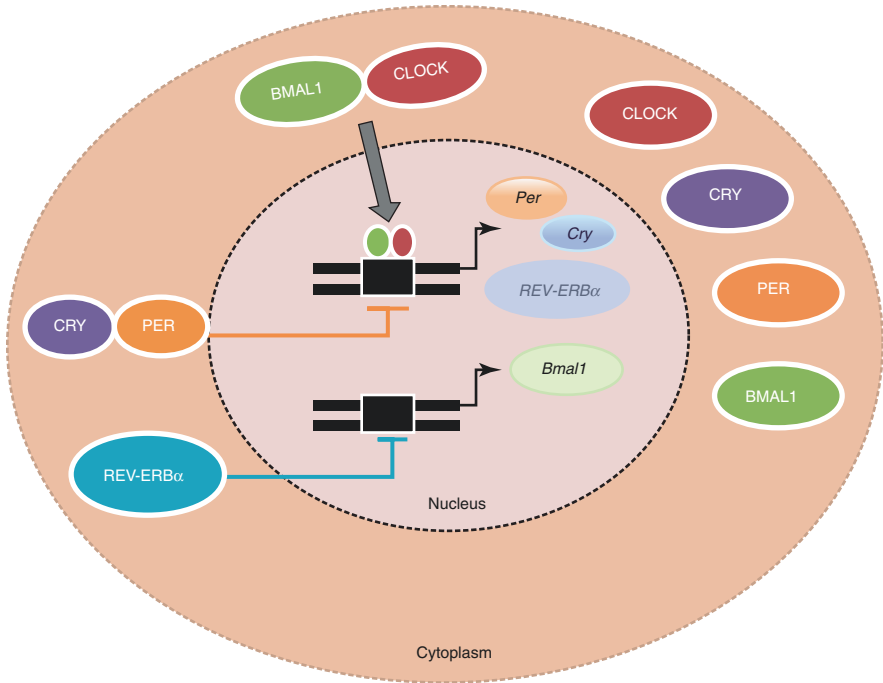 BMAL1
CLOCK
CLOCK
CRY
PER
BMAL1
Per
Cry
REV-ERBα
Bmal1
CRY
PER
REV-ERBα
Nucleus
Cytoplasm